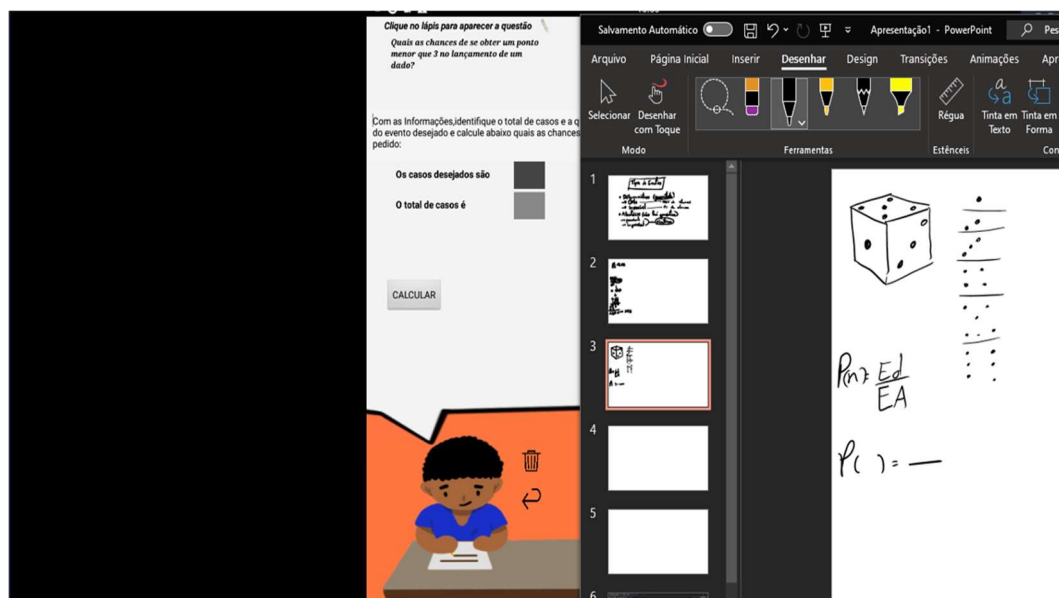 Clique no lápis para aparecer a questão
Quais as chances de se obter um ponto
menor que 3 no lançamento de um
dado?
Com as Informações,identifique o total de casos e a q
do evento desejado e calcule abaixo quais as chances
pedido:
Os casos desejados são
O total de casos é
CALCULAR
Salvamento Automático
Apresentação1 - PowerPoint
Pes
Arquivo Página Inicial Inserir Desenhar Design Transições Animações Apr
Selecionar
Desenhar
com Toque
Régua
Tinta em
Texto
Tinta em
Forma
Modo
Ferramentas
Estênceis
Con
1
2
3
4
5
6
P(n)= Ed
EA
P( ) =